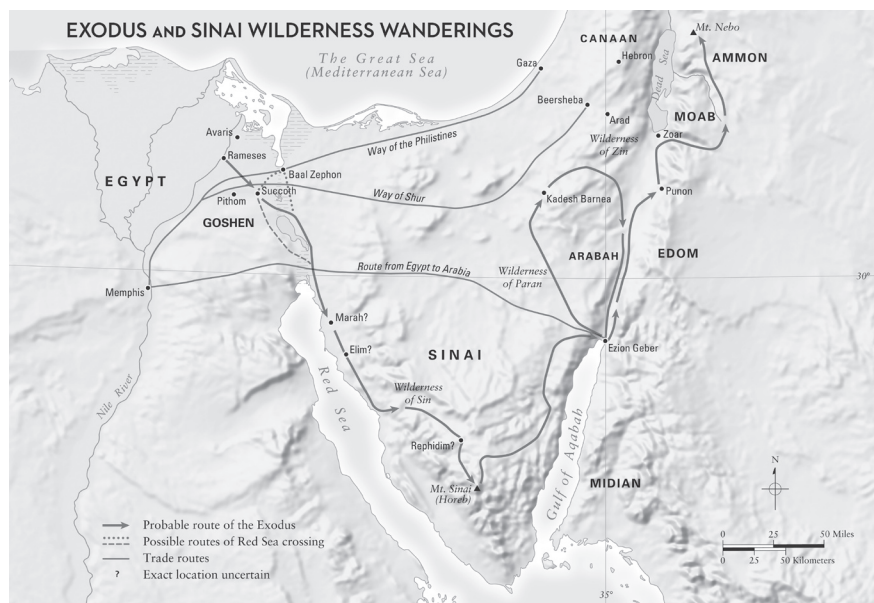 EXODUS AND SINAI WILDERNESS WANDERINGS
The Great Sea
(Mediterranean Sea)
Mt. Nebo
CANAAN
Hebron
AMMON
Gaza
Dead Sea
Beersheba
Arad
MOAB
Avaris
Way of the Philistines
Wilderness
of Zin
Zoar
Rameses
Baal Zephon
EGYPT
Succoth
Way of Shur
Kadesh Barnea
Punon
Pithom
GOSHEN
ARABAH
EDOM
Route from Egypt to Arabia
Wilderness
of Paran
30°
Memphis
Marah?
Elim?
SINAI
Ezion Geber
Red Sea
Nile River
Wilderness
of Sin
Rephidim?
Gulf of Aqabah
Mt. Sinai
(Horeb)
MIDIAN
N
Probable route of the Exodus
Possible routes of Red Sea crossing
Trade routes
? Exact location uncertain
0 25 50 Miles
0 25 50 Kilometers
35°